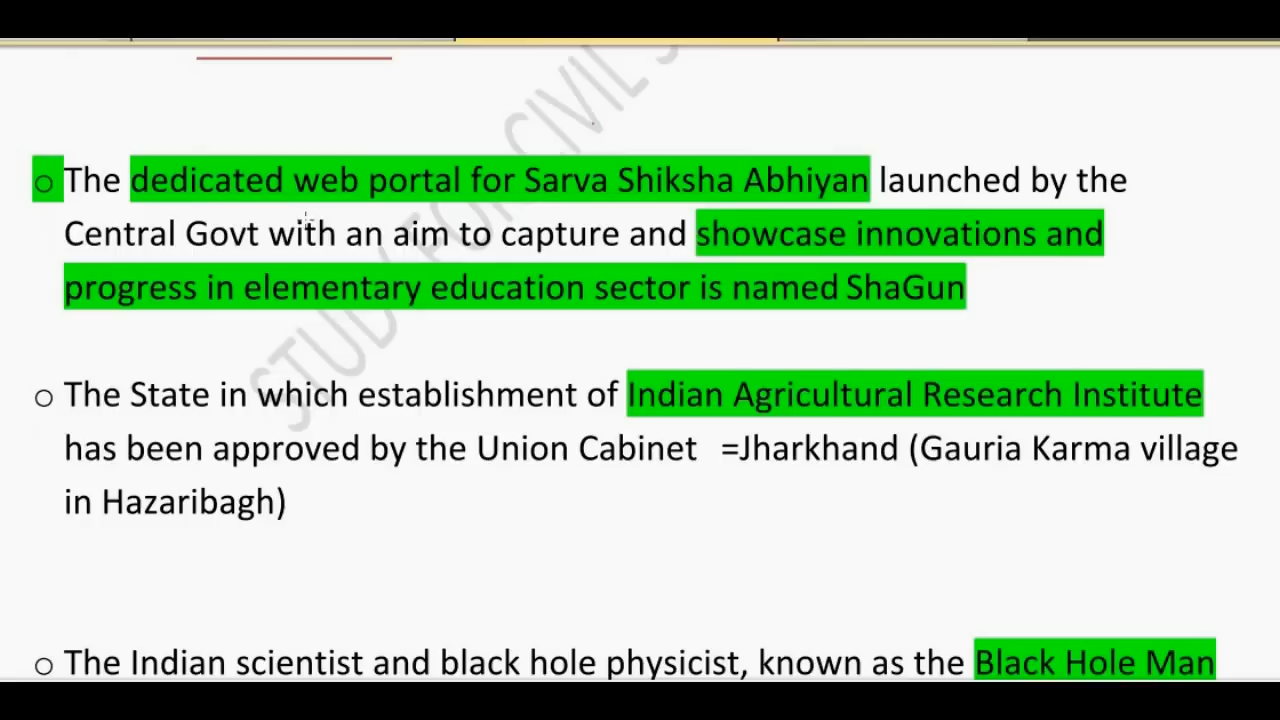 o The dedicated web portal for Sarva Shiksha Abhiyan launched by the
Central Govt with an aim to capture and showcase innovations and
progress in elementary education sector is named ShaGun
o The State in which establishment of Indian Agricultural Research Institute
has been approved by the Union Cabinet =Jharkhand (Gauria Karma village
in Hazaribagh)
o The Indian scientist and black hole physicist, known as the Black Hole Man
STUDY FOR CIVIL S